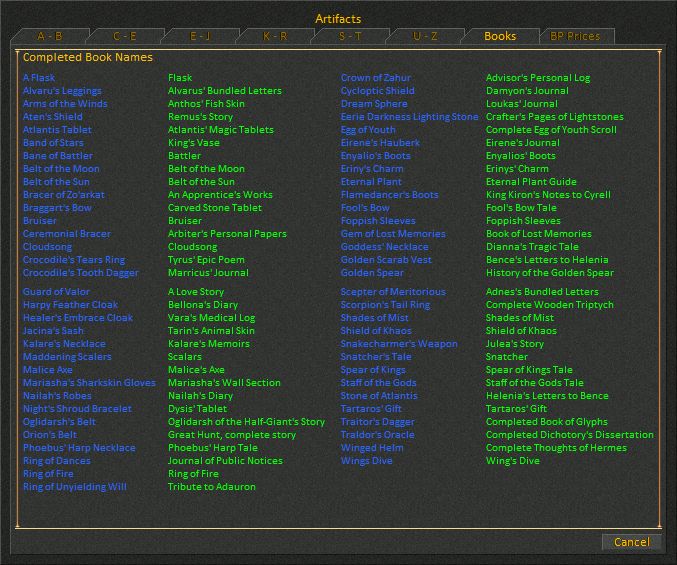 Artifacts
A - B C - E E - J K - R S - T U - Z Books BP Prices
Completed Book Names
A Flask Flask Crown of Zahur Advisor's Personal Log
Alvaru's Leggings Alvarus' Bundled Letters Cycloptic Shield Damyon's Journal
Arms of the Winds Anthos' Fish Skin Dream Sphere Loukas' Journal
Aten's Shield Remus's Story Eerie Darkness Lighting Stone Crafter's Pages of Lightstones
Atlantis Tablet Atlantis' Magic Tablets Egg of Youth Complete Egg of Youth Scroll
Band of Stars King's Vase Eirene's Hauberk Eirene's Journal
Bane of Battler Battler Enyalio's Boots Enyalios' Boots
Belt of the Moon Belt of the Moon Eriny's Charm Erinys' Charm
Belt of the Sun Belt of the Sun Eternal Plant Eternal Plant Guide
Bracer of Zo'arkat An Apprentice's Works Flamedancer's Boots King Kiron's Notes to Cyrell
Braggart's Bow Carved Stone Tablet Fool's Bow Fool's Bow Tale
Bruiser Bruiser Foppish Sleeves Foppish Sleeves
Ceremonial Bracer Arbiter's Personal Papers Gem of Lost Memories Book of Lost Memories
Cloudsong Cloudsong Goddess' Necklace Dianna's Tragic Tale
Crocodile's Tears Ring Tyrus' Epic Poem Golden Scarab Vest Bence's Letters to Helenia
Crocodile's Tooth Dagger Marricus' Journal Golden Spear History of the Golden Spear
Guard of Valor A Love Story Scepter of Meritorious Adnes's Bundled Letters
Harpy Feather Cloak Bellona's Diary Scorpion's Tail Ring Complete Wooden Triptych
Healer's Embrace Cloak Vara's Medical Log Shades of Mist Shades of Mist
Jacina's Sash Tarin's Animal Skin Shield of Khaos Shield of Khaos
Kalare's Necklace Kalare's Memoirs Snakecharmer's Weapon Julea's Story
Maddening Scalers Scalars Snatcher's Tale Snatcher
Malice Axe Malice's Axe Spear of Kings Spear of Kings Tale
Mariasha's Sharkskin Gloves Mariasha's Wall Section Staff of the Gods Staff of the Gods Tale
Nailah's Robes Nailah's Diary Stone of Atlantis Helenia's Letters to Bence
Night's Shroud Bracelet Dysis' Tablet Tartaros' Gift Tartaros' Gift
Oglidarsh's Belt Oglidarsh of the Half-Giant's Story Traitor's Dagger Completed Book of Glyphs
Orion's Belt Great Hunt, complete story Traldor's Oracle Completed Dichotory's Dissertation
Phoebus' Harp Necklace Phoebus' Harp Tale Winged Helm Complete Thoughts of Hermes
Ring of Dances Journal of Public Notices Wings Dive Wing's Dive
Ring of Fire Ring of Fire
Ring of Unyielding Will Tribute to Adauron
Cancel